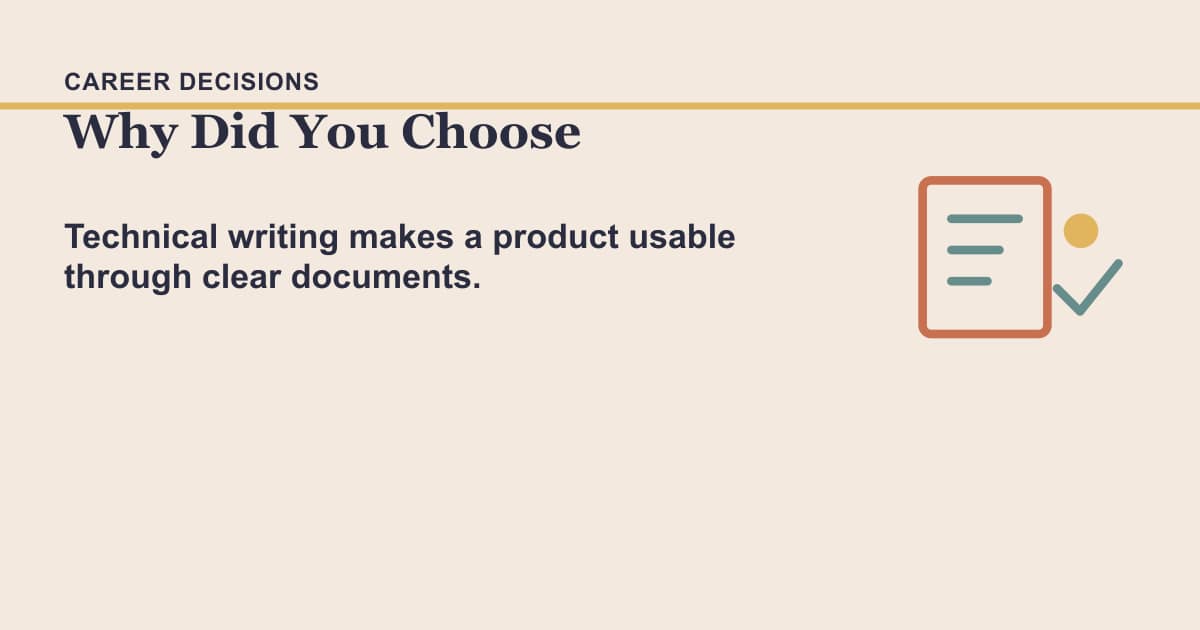 CAREER DECISIONS
Why Did You Choose
Technical writing makes a product usable
through clear documents.